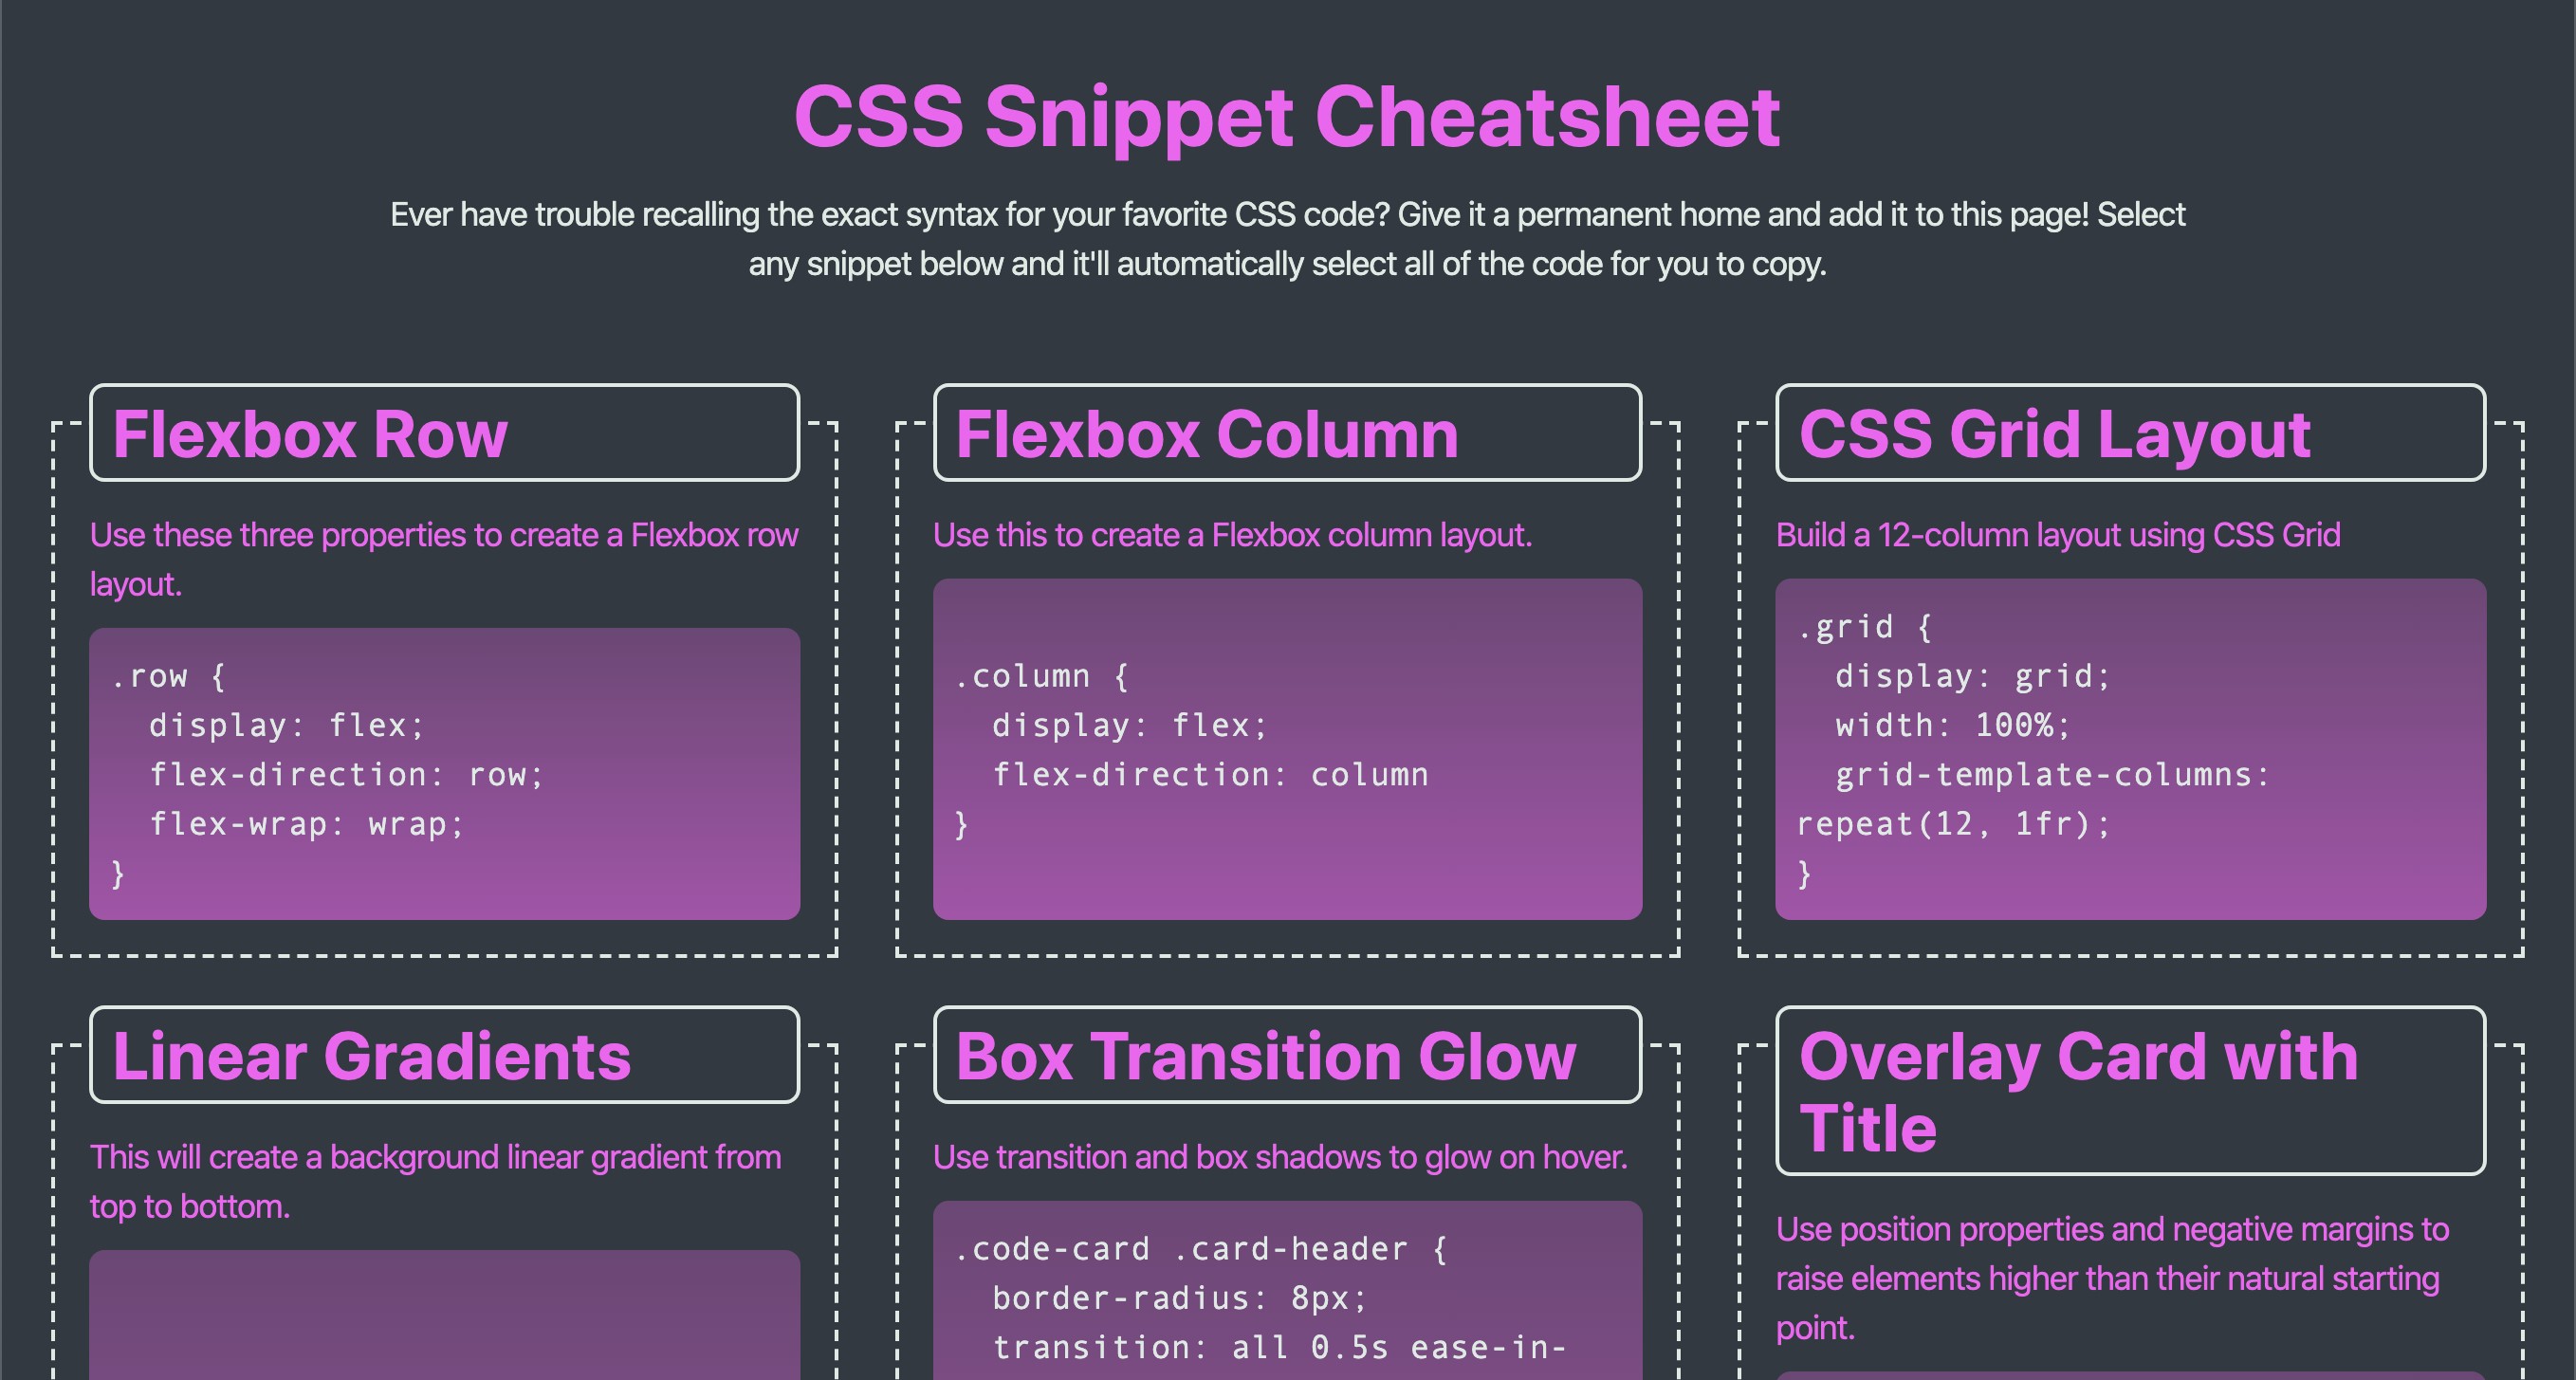 CSS Snippet Cheatsheet
Ever have trouble recalling the exact syntax for your favorite CSS code? Give it a permanent home and add it to this page! Select
any snippet below and it'll automatically select all of the code for you to copy.
Flexbox Row
Use these three properties to create a Flexbox row
layout.
.row {
  display: flex;
  flex-direction: row;
  flex-wrap: wrap;
}
Flexbox Column
Use this to create a Flexbox column layout.
.column {
  display: flex;
  flex-direction: column
}
CSS Grid Layout
Build a 12-column layout using CSS Grid
.grid {
  display: grid;
  width: 100%;
  grid-template-columns:
repeat(12, 1fr);
}
Linear Gradients
This will create a background linear gradient from
top to bottom.
Box Transition Glow
Use transition and box shadows to glow on hover.
.code-card .card-header {
  border-radius: 8px;
  transition: all 0.5s ease-in-
Overlay Card with
Title
Use position properties and negative margins to
raise elements higher than their natural starting
point.